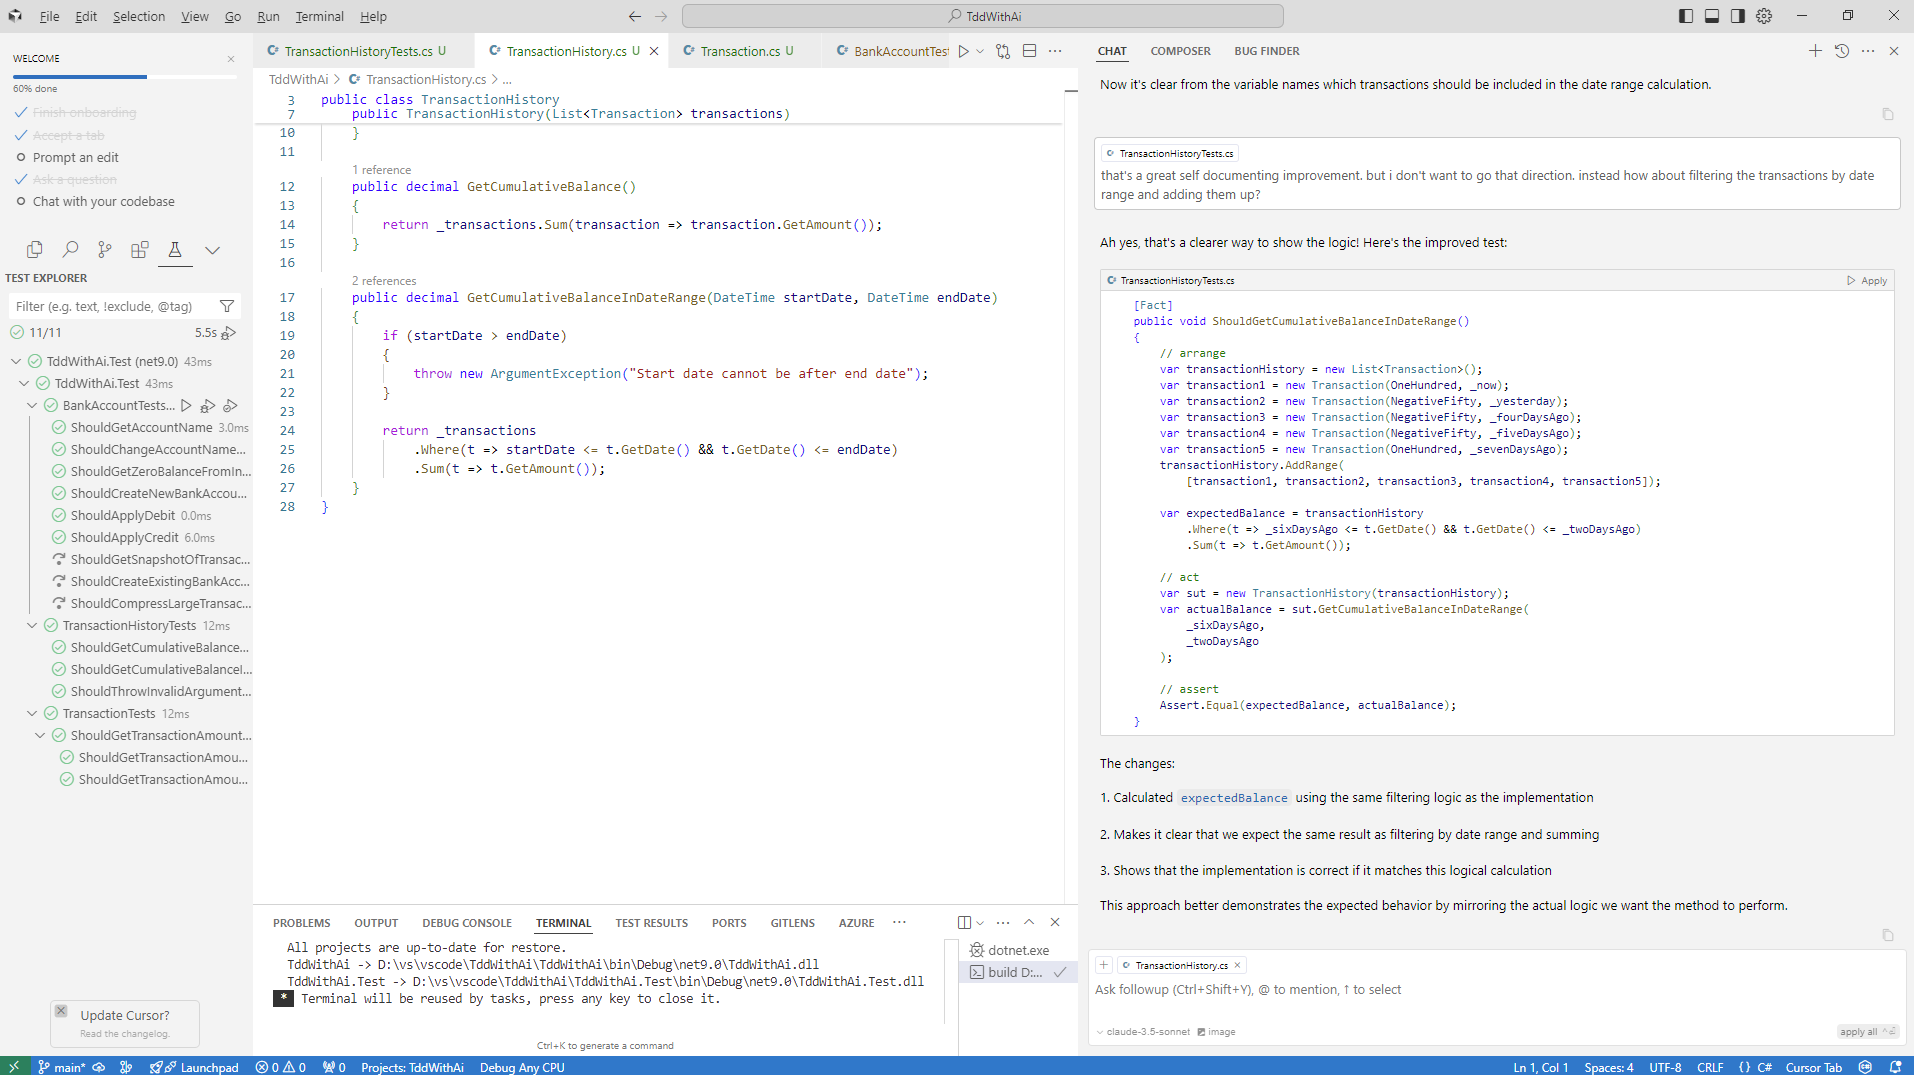 File Edit Selection View Go Run Terminal Help
TddWithAi
WELCOME
60% done
Finish onboarding
Accept a tab
Prompt an edit
Ask a question
Chat with your codebase
TEST EXPLORER
Filter (e.g. text, !exclude, @tag)
11/11 5.5s
TddWithAi.Test (net9.0) 43ms
TddWithAi.Test 43ms
BankAccountTests...
ShouldGetAccountName 3.0ms
ShouldChangeAccountName...
ShouldGetZeroBalanceFromIn...
ShouldCreateNewBankAccou...
ShouldApplyDebit 0.0ms
ShouldApplyCredit 6.0ms
ShouldGetSnapshotOfTransac...
ShouldCreateExistingBankAcc...
ShouldCompressLargeTransac...
TransactionHistoryTests 12ms
ShouldGetCumulativeBalance...
ShouldGetCumulativeBalanceI...
ShouldThrowInvalidArgument...
TransactionTests 12ms
ShouldGetTransactionAmount...
ShouldGetTransactionAmou...
ShouldGetTransactionAmou...
Update Cursor?
Read the changelog.
TransactionHistoryTests.cs U
TransactionHistory.cs U
Transaction.cs U
BankAccountTest
TddWithAi > TransactionHistory.cs > ...
3 public class TransactionHistory
7 public TransactionHistory(List<Transaction> transactions)
10 }
11
1 reference
12 public decimal GetCumulativeBalance()
13 {
14 return _transactions.Sum(transaction => transaction.GetAmount());
15 }
16
2 references
17 public decimal GetCumulativeBalanceInDateRange(DateTime startDate, DateTime endDate)
18 {
19 if (startDate > endDate)
20 {
21 throw new ArgumentException("Start date cannot be after end date");
22 }
23
24 return _transactions
25 .Where(t => startDate <= t.GetDate() && t.GetDate() <= endDate)
26 .Sum(t => t.GetAmount());
27 }
28 }
PROBLEMS OUTPUT DEBUG CONSOLE TERMINAL TEST RESULTS PORTS GITLENS AZURE ...
All projects are up-to-date for restore.
TddWithAi -> D:\vs\vscode\TddWithAi\TddWithAi\bin\Debug\net9.0\TddWithAi.dll
TddWithAi.Test -> D:\vs\vscode\TddWithAi\TddWithAi.Test\bin\Debug\net9.0\TddWithAi.Test.dll
* Terminal will be reused by tasks, press any key to close it.
dotnet.exe
build D:...
Ctrl+K to generate a command
CHAT COMPOSER BUG FINDER
Now it's clear from the variable names which transactions should be included in the date range calculation.
TransactionHistoryTests.cs
that's a great self documenting improvement. but i don't want to go that direction. instead how about filtering the transactions by date
range and adding them up?
Ah yes, that's a clearer way to show the logic! Here's the improved test:
TransactionHistoryTests.cs Apply
[Fact]
public void ShouldGetCumulativeBalanceInDateRange()
{
// arrange
var transactionHistory = new List<Transaction>();
var transaction1 = new Transaction(OneHundred, _now);
var transaction2 = new Transaction(NegativeFifty, _yesterday);
var transaction3 = new Transaction(NegativeFifty, _fourDaysAgo);
var transaction4 = new Transaction(NegativeFifty, _fiveDaysAgo);
var transaction5 = new Transaction(OneHundred, _sevenDaysAgo);
transactionHistory.AddRange(
[transaction1, transaction2, transaction3, transaction4, transaction5]);
var expectedBalance = transactionHistory
.Where(t => _sixDaysAgo <= t.GetDate() && t.GetDate() <= _twoDaysAgo)
.Sum(t => t.GetAmount());
// act
var sut = new TransactionHistory(transactionHistory);
var actualBalance = sut.GetCumulativeBalanceInDateRange(
_sixDaysAgo,
_twoDaysAgo
);
// assert
Assert.Equal(expectedBalance, actualBalance);
}
The changes:
1. Calculated expectedBalance using the same filtering logic as the implementation
2. Makes it clear that we expect the same result as filtering by date range and summing
3. Shows that the implementation is correct if it matches this logical calculation
This approach better demonstrates the expected behavior by mirroring the actual logic we want the method to perform.
TransactionHistory.cs
Ask followup (Ctrl+Shift+Y), @ to mention, ↑ to select
claude-3.5-sonnet image
apply all
main* Launchpad 0 0 0 Projects: TddWithAi Debug Any CPU
Ln 1, Col 1 Spaces: 4 UTF-8 CRLF {} C# Cursor Tab